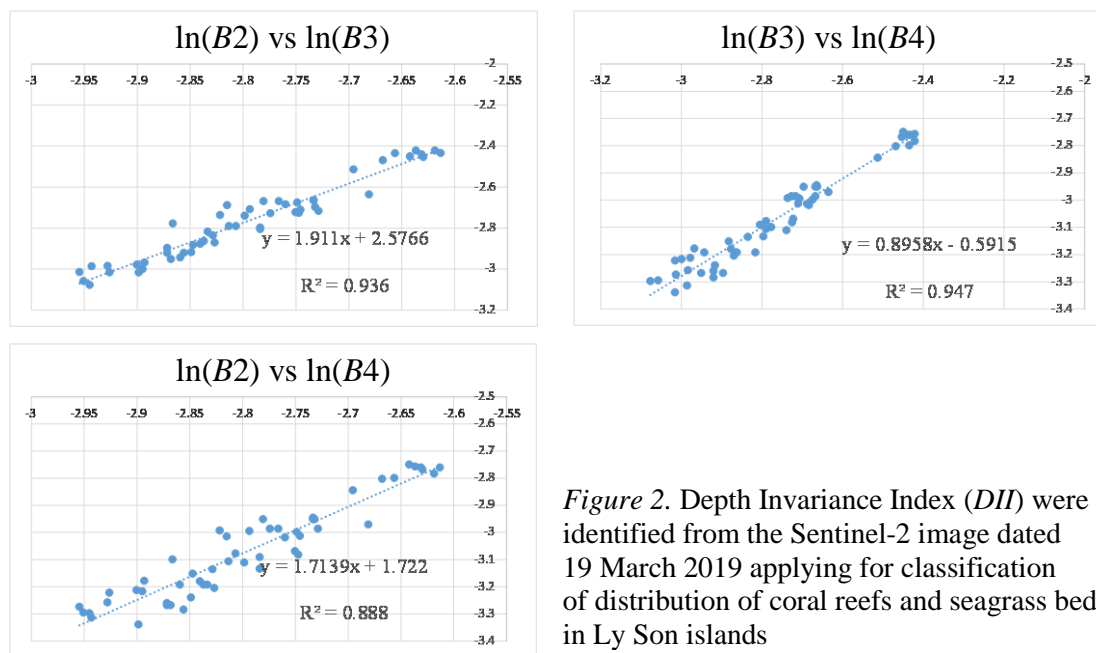 ln(B2) vs ln(B3)
-3 -2.95 -2.9 -2.85 -2.8 -2.75 -2.7 -2.65 -2.6 -2.55
-2
-2.2
-2.4
-2.6
-2.8
y = 1.911x + 2.5766
-3
R² = 0.936
-3.2
ln(B3) vs ln(B4)
-3.2 -3 -2.8 -2.6 -2.4 -2.2 -2
-2.5
-2.6
-2.7
-2.8
-2.9
-3
-3.1
y = 0.8958x - 0.5915
-3.2
R² = 0.947
-3.3
-3.4
ln(B2) vs ln(B4)
-3 -2.95 -2.9 -2.85 -2.8 -2.75 -2.7 -2.65 -2.6 -2.55
-2.5
-2.6
-2.7
-2.8
-2.9
-3
-3.1
y = 1.7139x + 1.722
-3.2
R² = 0.888
-3.3
-3.4
Figure 2. Depth Invariance Index (DII) were
identified from the Sentinel-2 image dated
19 March 2019 applying for classification
of distribution of coral reefs and seagrass bed
in Ly Son islands